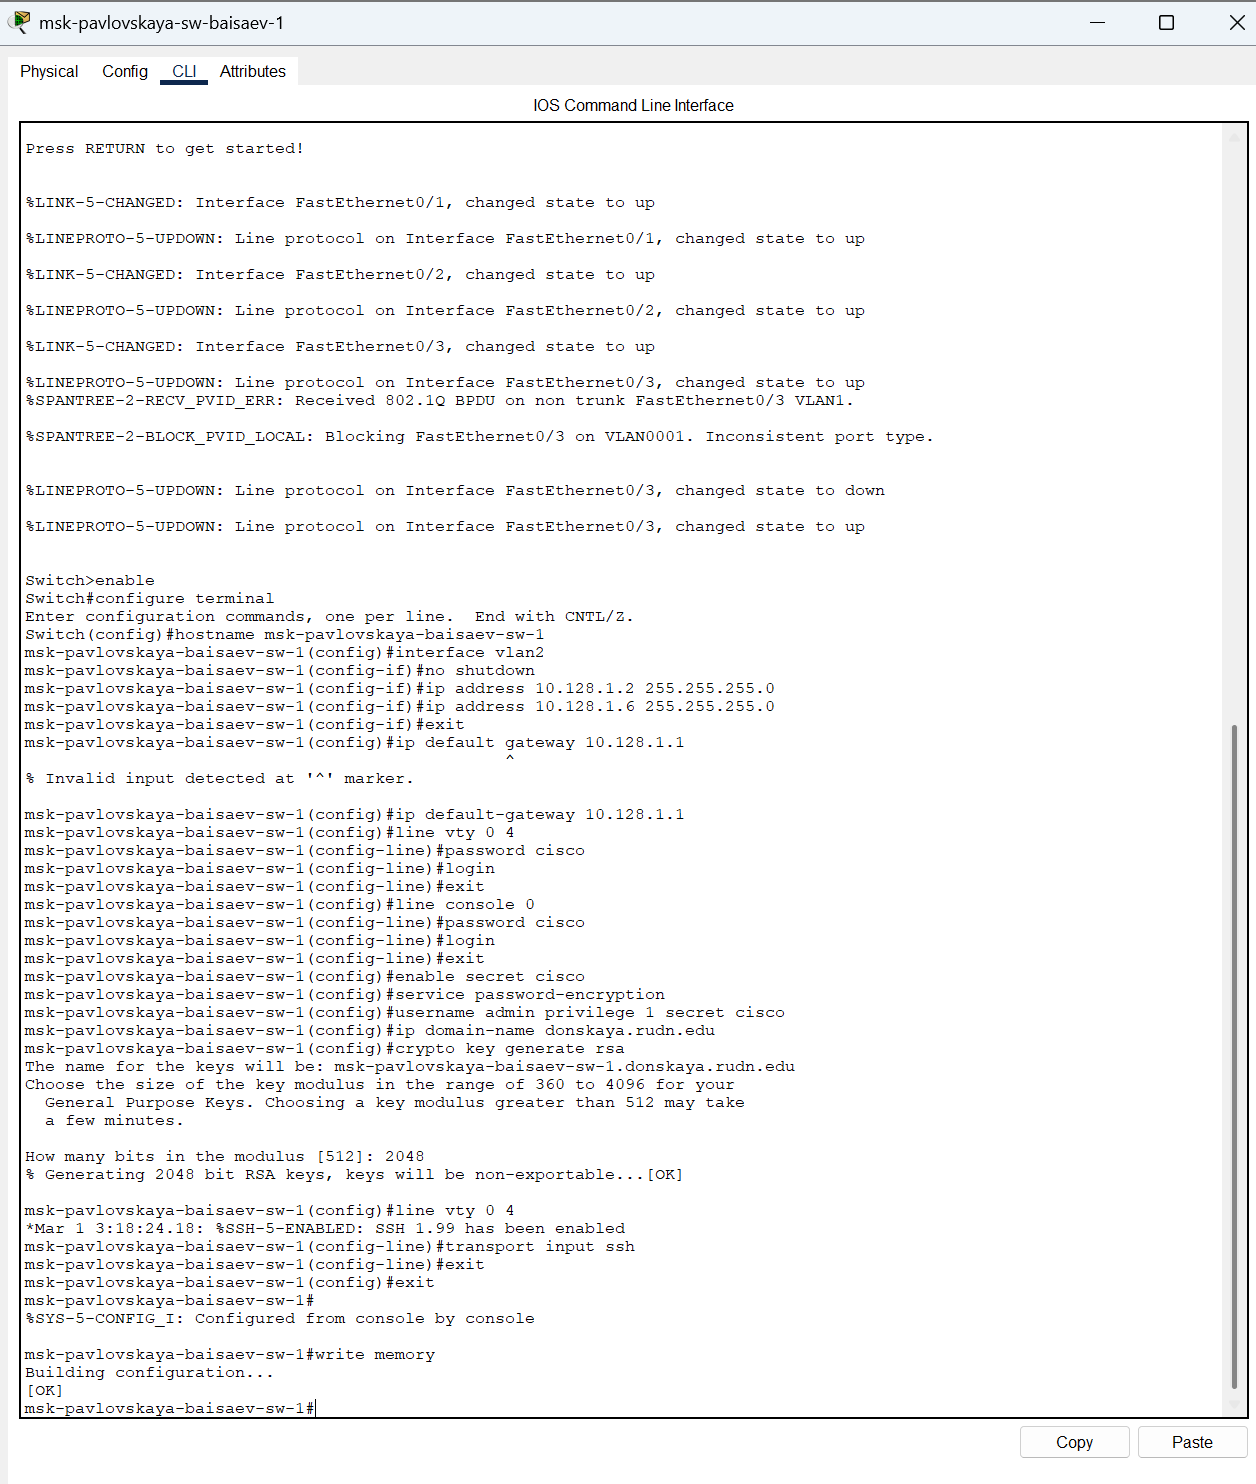 msk-pavlovskaya-sw-baisaev-1
Physical Config CLI Attributes
IOS Command Line Interface
Press RETURN to get started!
%LINK-5-CHANGED: Interface FastEthernet0/1, changed state to up
%LINEPROTO-5-UPDOWN: Line protocol on Interface FastEthernet0/1, changed state to up
%LINK-5-CHANGED: Interface FastEthernet0/2, changed state to up
%LINEPROTO-5-UPDOWN: Line protocol on Interface FastEthernet0/2, changed state to up
%LINK-5-CHANGED: Interface FastEthernet0/3, changed state to up
%LINEPROTO-5-UPDOWN: Line protocol on Interface FastEthernet0/3, changed state to up
%SPANTREE-2-RECV_PVID_ERR: Received 802.1Q BPDU on non trunk FastEthernet0/3 VLAN1.
%SPANTREE-2-BLOCK_PVID_LOCAL: Blocking FastEthernet0/3 on VLAN0001. Inconsistent port type.
%LINEPROTO-5-UPDOWN: Line protocol on Interface FastEthernet0/3, changed state to down
%LINEPROTO-5-UPDOWN: Line protocol on Interface FastEthernet0/3, changed state to up
Switch>enable
Switch#configure terminal
Enter configuration commands, one per line.  End with CNTL/Z.
Switch(config)#hostname msk-pavlovskaya-baisaev-sw-1
msk-pavlovskaya-baisaev-sw-1(config)#interface vlan2
msk-pavlovskaya-baisaev-sw-1(config-if)#no shutdown
msk-pavlovskaya-baisaev-sw-1(config-if)#ip address 10.128.1.2 255.255.255.0
msk-pavlovskaya-baisaev-sw-1(config-if)#ip address 10.128.1.6 255.255.255.0
msk-pavlovskaya-baisaev-sw-1(config-if)#exit
msk-pavlovskaya-baisaev-sw-1(config)#ip default gateway 10.128.1.1
^
% Invalid input detected at '^' marker.
msk-pavlovskaya-baisaev-sw-1(config)#ip default-gateway 10.128.1.1
msk-pavlovskaya-baisaev-sw-1(config)#line vty 0 4
msk-pavlovskaya-baisaev-sw-1(config-line)#password cisco
msk-pavlovskaya-baisaev-sw-1(config-line)#login
msk-pavlovskaya-baisaev-sw-1(config-line)#exit
msk-pavlovskaya-baisaev-sw-1(config)#line console 0
msk-pavlovskaya-baisaev-sw-1(config-line)#password cisco
msk-pavlovskaya-baisaev-sw-1(config-line)#login
msk-pavlovskaya-baisaev-sw-1(config-line)#exit
msk-pavlovskaya-baisaev-sw-1(config)#enable secret cisco
msk-pavlovskaya-baisaev-sw-1(config)#service password-encryption
msk-pavlovskaya-baisaev-sw-1(config)#username admin privilege 1 secret cisco
msk-pavlovskaya-baisaev-sw-1(config)#ip domain-name donskaya.rudn.edu
msk-pavlovskaya-baisaev-sw-1(config)#crypto key generate rsa
The name for the keys will be: msk-pavlovskaya-baisaev-sw-1.donskaya.rudn.edu
Choose the size of the key modulus in the range of 360 to 4096 for your
General Purpose Keys. Choosing a key modulus greater than 512 may take
a few minutes.
How many bits in the modulus [512]: 2048
% Generating 2048 bit RSA keys, keys will be non-exportable...[OK]
msk-pavlovskaya-baisaev-sw-1(config)#line vty 0 4
*Mar 1 3:18:24.18: %SSH-5-ENABLED: SSH 1.99 has been enabled
msk-pavlovskaya-baisaev-sw-1(config-line)#transport input ssh
msk-pavlovskaya-baisaev-sw-1(config-line)#exit
msk-pavlovskaya-baisaev-sw-1(config)#exit
msk-pavlovskaya-baisaev-sw-1#
%SYS-5-CONFIG_I: Configured from console by console
msk-pavlovskaya-baisaev-sw-1#write memory
Building configuration...
[OK]
msk-pavlovskaya-baisaev-sw-1#
Copy Paste